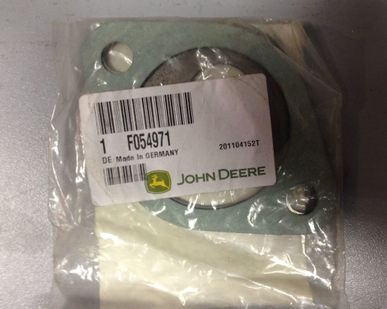 1 F054971
DE Made in GERMANY 201104152T
JOHN DEERE